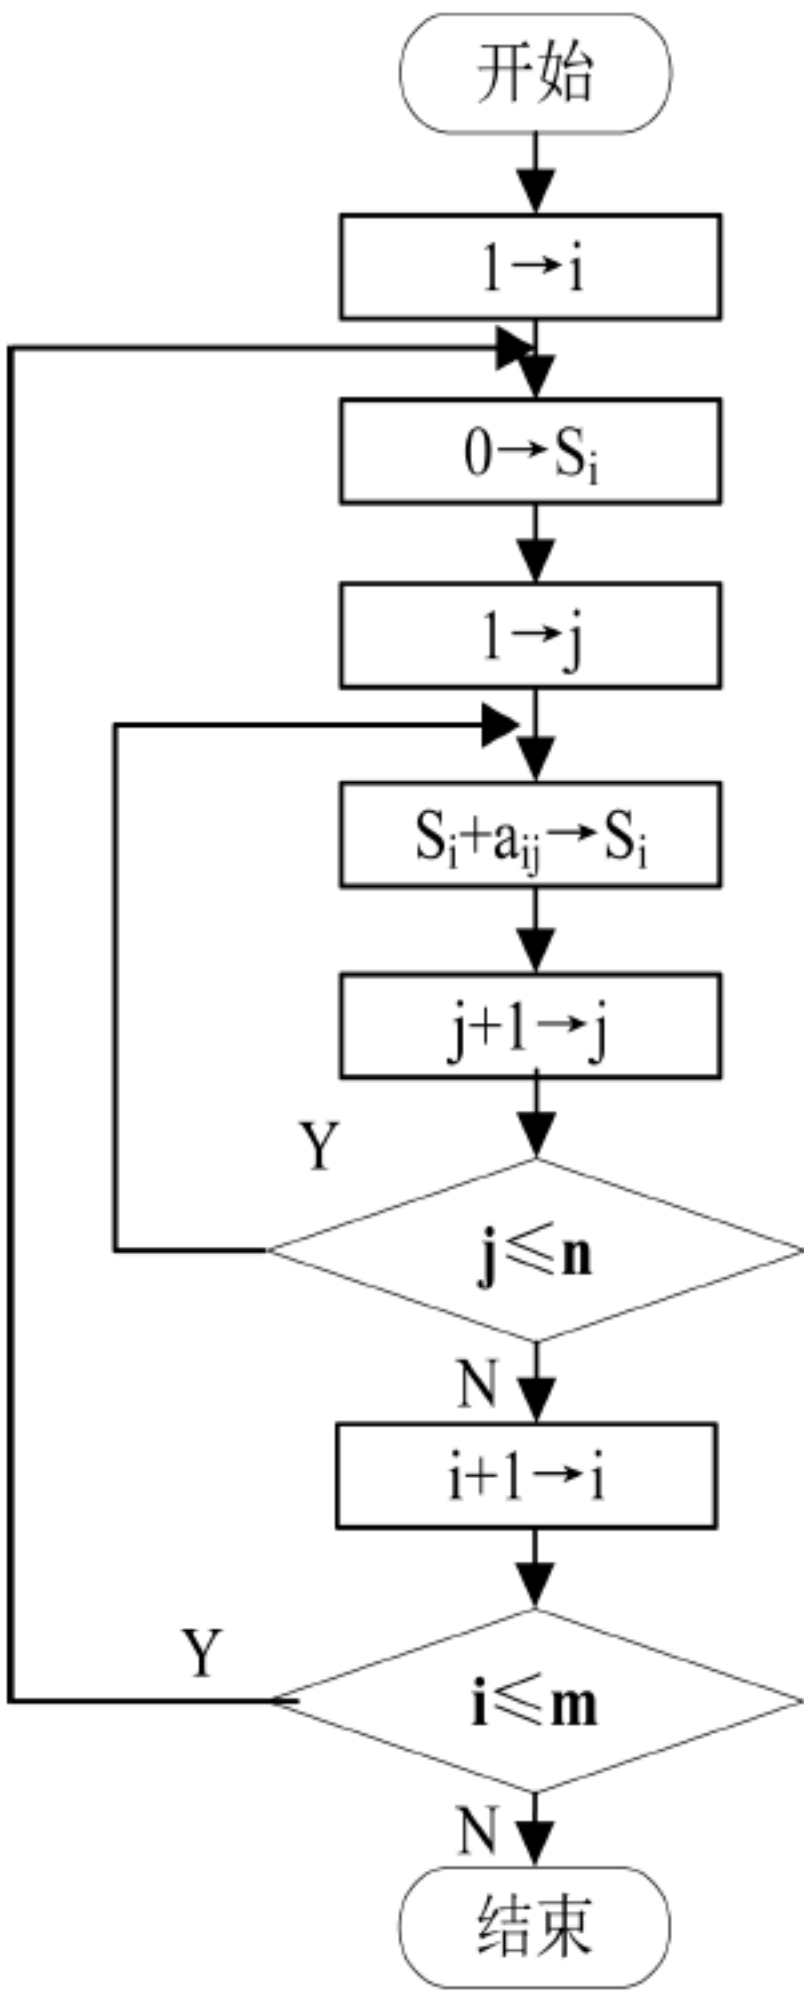 开始
1→i
0→Sᵢ
1→j
Sᵢ+aᵢⱼ→Sᵢ
j+1→j
Y
j≤n
N
i+1→i
Y
i≤m
N
结束